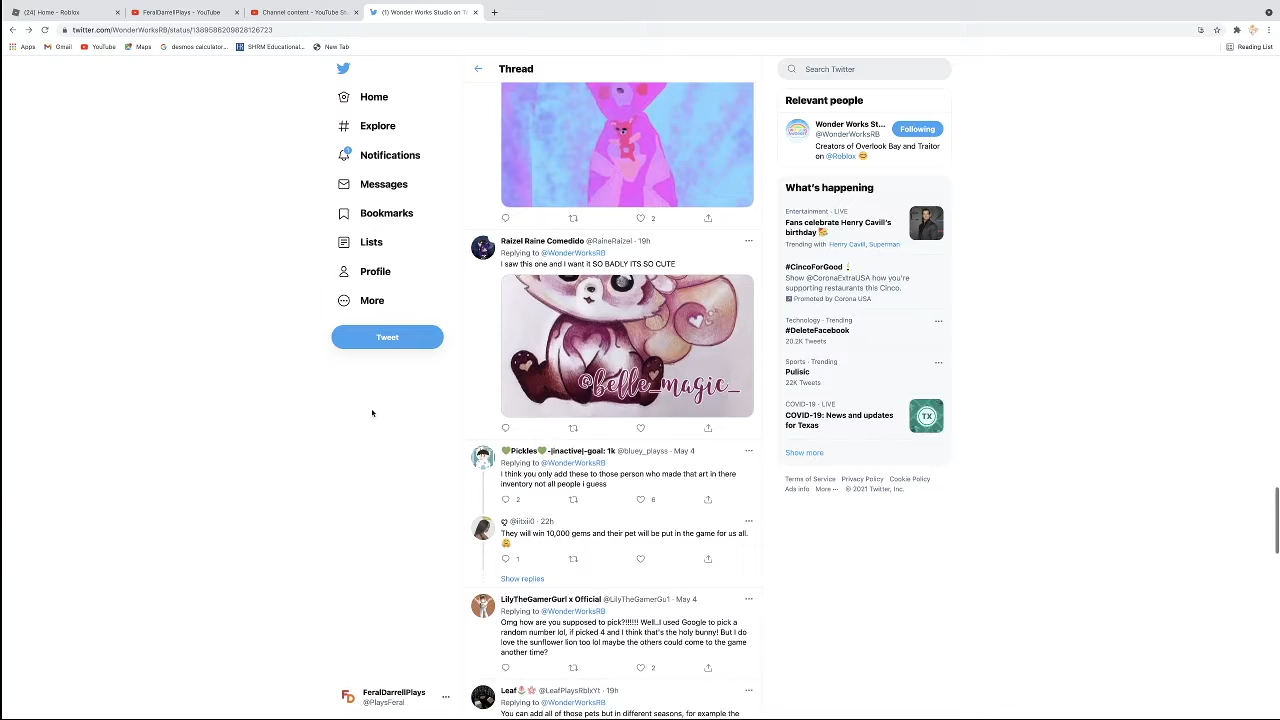 (24) Home - Roblox
FeralDarrellPlays - YouTube
Channel content - YouTube St
(1) Wonder Works Studio on T
twitter.com/WonderWorksRB/status/1389586209828126723
Apps
Gmail
YouTube
Maps
desmos calculator...
SHRM Educational...
New Tab
Reading List
Home
Explore
1
Notifications
Messages
Bookmarks
Lists
Profile
More
Tweet
FeralDarrellPlays
@PlaysFeral
Thread
2
Raizel Raine Comedido @RaineRaizel · 19h
Replying to @WonderWorksRB
I saw this one and I want it SO BADLY ITS SO CUTE
@belle_magic_
💚Pickles💚-|inactive|-goal: 1k @bluey_playss · May 4
Replying to @WonderWorksRB
I think you only add these to those person who made that art in there
inventory not all people i guess
2 6
22h
They will win 10,000 gems and their pet will be put in the game for us all.
🤗
1
Show replies
LilyTheGamerGurl x Official @LilyTheGamerGu1 · May 4
Replying to @WonderWorksRB
Omg how are you supposed to pick?!!!!!! Well..I used Google to pick a
random number lol, if picked 4 and I think that's the holy bunny! But I do
love the sunflower lion too lol maybe the others could come to the game
another time?
2
Leaf🌷🌸 @LeafPlaysRblxYt · 19h
Replying to @WonderWorksRB
You can add all of those pets but in different seasons, for example the
Search Twitter
Relevant people
Wonder Works St...
@WonderWorksRB
Following
Creators of Overlook Bay and Traitor
on @Roblox 😊
What's happening
Entertainment · LIVE
Fans celebrate Henry Cavill's
birthday 🎉
Trending with Henry Cavill, Superman
#CincoForGood
Show @CoronaExtraUSA how you're
supporting restaurants this Cinco.
Promoted by Corona USA
Technology · Trending
#DeleteFacebook
20.2K Tweets
Sports · Trending
Pulisic
22K Tweets
COVID-19 · LIVE
COVID-19: News and updates
for Texas
TX
Show more
Terms of Service Privacy Policy Cookie Policy
Ads info More ··· © 2021 Twitter, Inc.